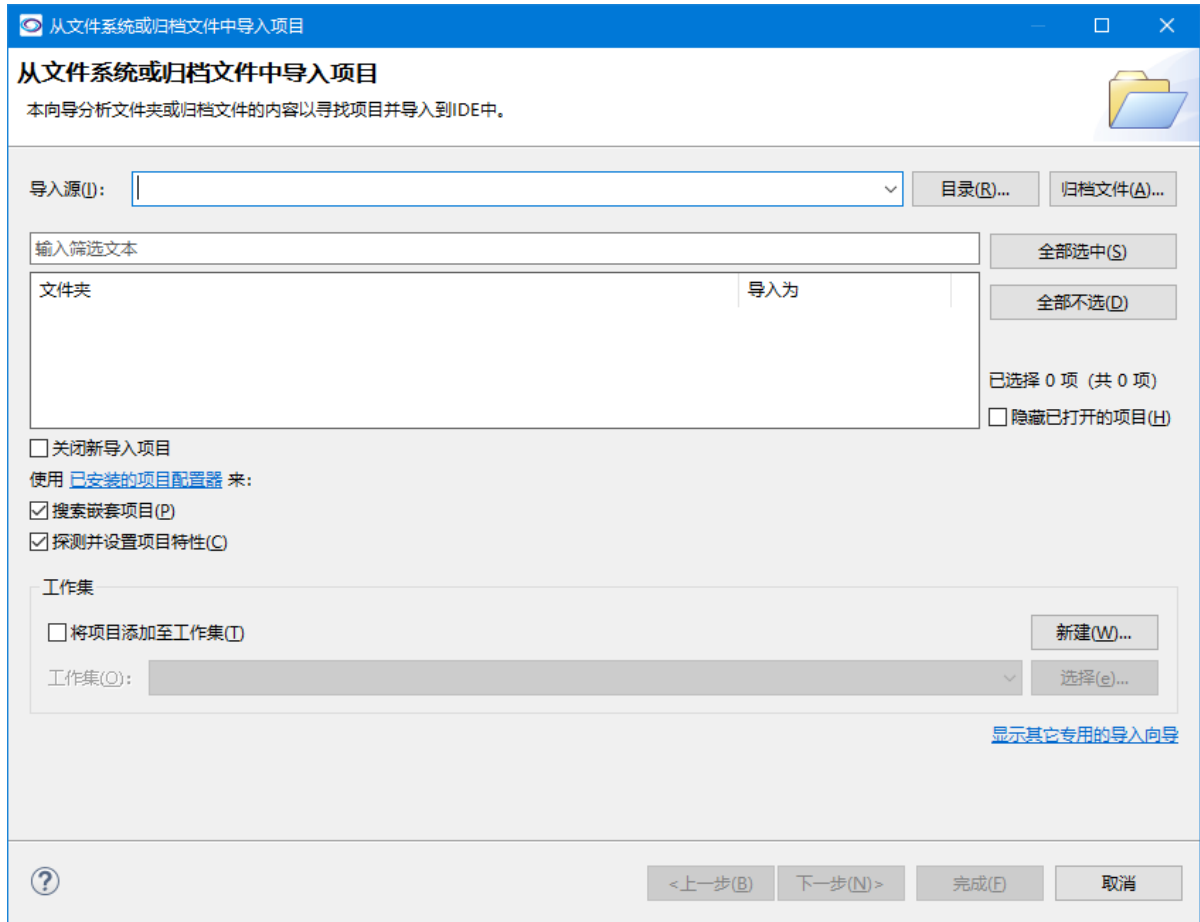 从文件系统或归档文件中导入项目
从文件系统或归档文件中导入项目
本向导分析文件夹或归档文件的内容以寻找项目并导入到IDE中。
导入源(I): 目录(R)... 归档文件(A)...
输入筛选文本 全部选中(S)
文件夹 导入为
全部不选(D)
已选择 0 项 (共 0 项)
隐藏已打开的项目(H)
关闭新导入项目
使用 已安装的项目配置器 来:
搜索嵌套项目(P)
探测并设置项目特性(C)
工作集
将项目添加至工作集(T) 新建(W)...
工作集(O): 选择(e)...
显示其它专用的导入向导
<上一步(B) 下一步(N)> 完成(F) 取消